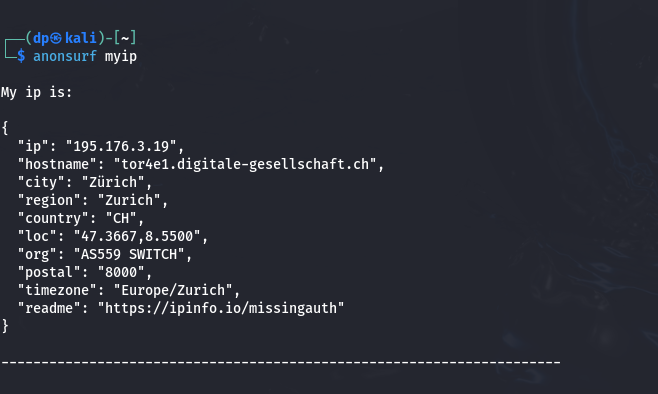 ┌──(dp㉿kali)-[~]
└─$ anonsurf myip
My ip is:
{
  "ip": "195.176.3.19",
  "hostname": "tor4e1.digitale-gesellschaft.ch",
  "city": "Zürich",
  "region": "Zurich",
  "country": "CH",
  "loc": "47.3667,8.5500",
  "org": "AS559 SWITCH",
  "postal": "8000",
  "timezone": "Europe/Zurich",
  "readme": "https://ipinfo.io/missingauth"
}
----------------------------------------------------------------------